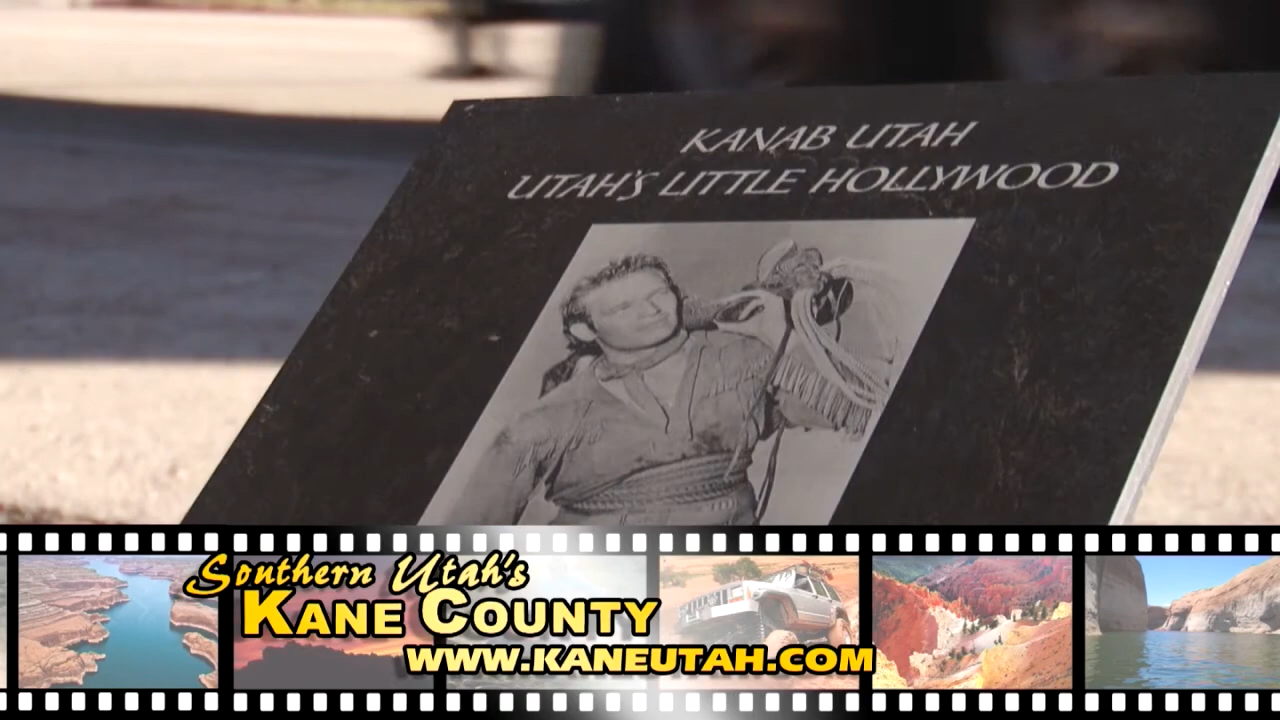 KANAB UTAH
UTAH'S LITTLE HOLLYWOOD
Southern Utah's
KANE COUNTY
WWW.KANEUTAH.COM